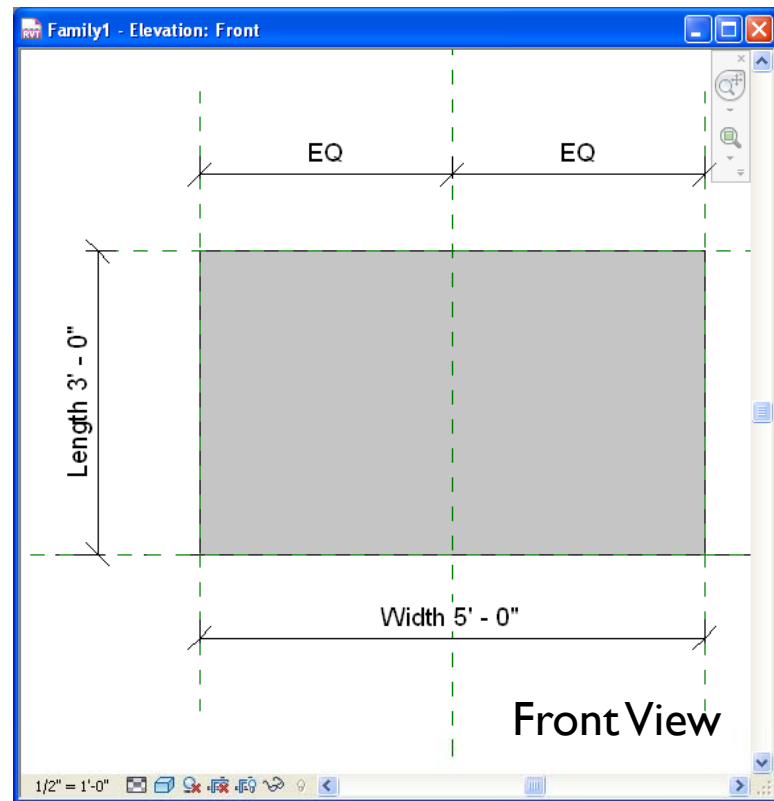 Family1 - Elevation: Front
EQ EQ
Length 3' - 0"
Width 5' - 0"
Front View
1/2" = 1'-0"